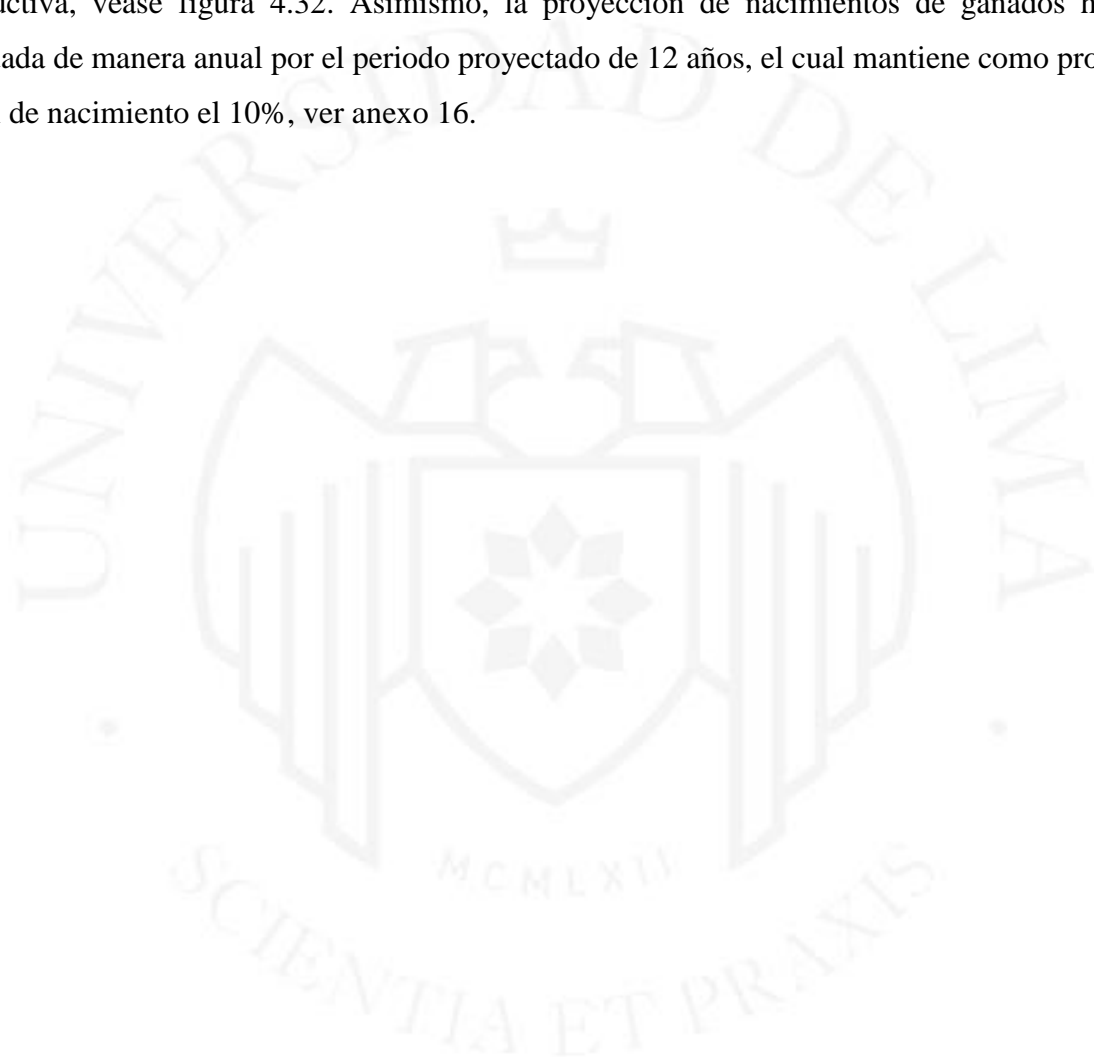 uctiva, véase figura 4.32. Asimismo, la proyección de nacimientos de ganados
ada de manera anual por el periodo proyectado de 12 años, el cual mantiene como pro
de nacimiento el 10%, ver anexo 16.
UNIVERSIDAD DE LIMA
MCMLXII
SCIENTIA ET PRAXIS